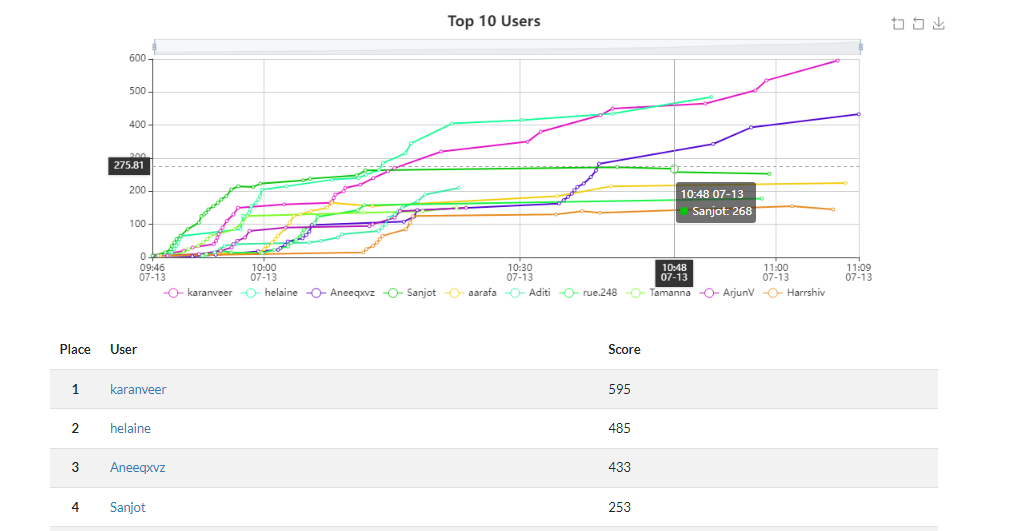 Top 10 Users
600
500
400
300
275.81
200
100
0
10:48 07-13
Sanjot: 268
09:46 10:00 10:30 10:48 11:00 11:09
07-13 07-13 07-13 07-13 07-13 07-13
karanveer helaine Aneeqxvz Sanjot aarafa Aditi rue.248 Tamanna ArjunV Harrshiv
Place User Score
1 karanveer 595
2 helaine 485
3 Aneeqxvz 433
4 Sanjot 253